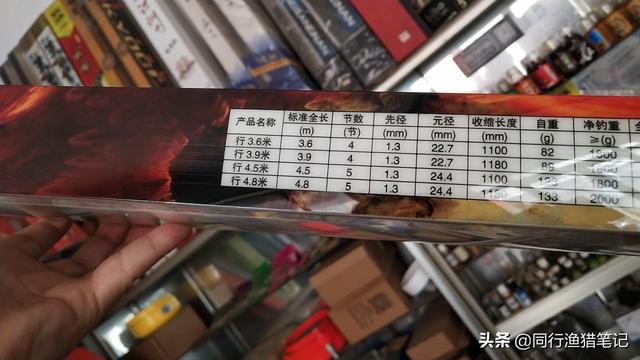 产品名称 标准全长 (m) 节数 (节) 先径 (mm) 元径 (mm) 收缩长度 (mm) 自重 (g) 净钓重 ≥(g)
行 3.6米 3.6 4 1.3 22.7 1100 82
行 3.9米 3.9 4 1.3 22.7 1180 89
行 4.5米 4.5 5 1.3 24.4 1100 1800
行 4.8米 4.8 5 1.3 24.4 133 2000
头条 @同行渔猎笔记